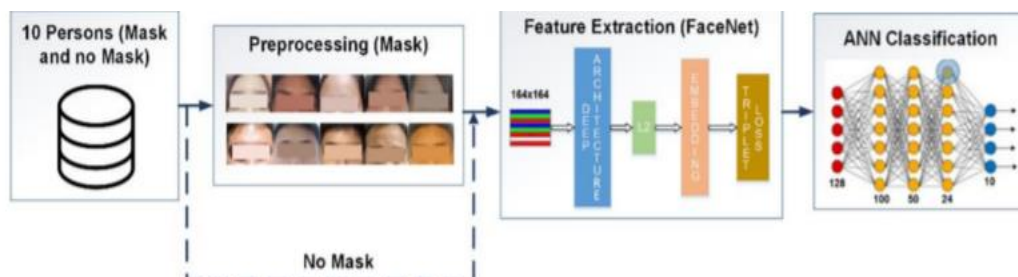 10 Persons (Mask
and no Mask)
Preprocessing (Mask)
No Mask
Feature Extraction (FaceNet)
164x164
DEEP
ARCHITECTURE
L2
EMBEDDING
TRIPLET
LOSS
ANN Classification
128
100
50
24
10